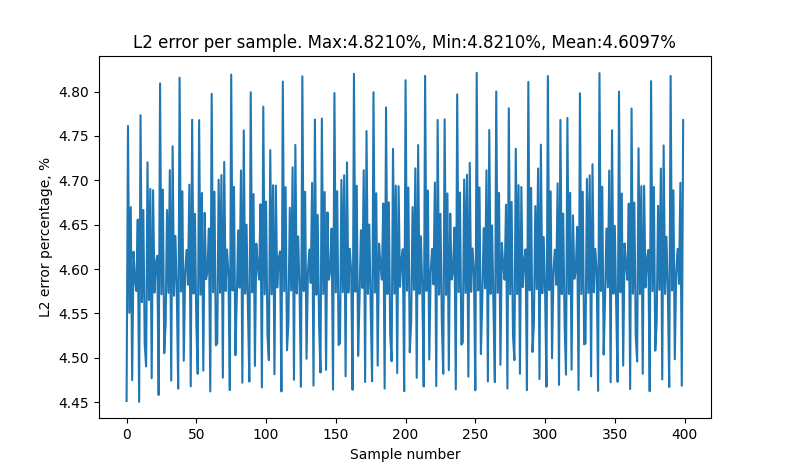 L2 error per sample. Max:4.8210%, Min:4.8210%, Mean:4.6097%
4.80
4.75
4.70
4.65
4.60
4.55
4.50
4.45
L2 error percentage, %
0 50 100 150 200 250 300 350 400
Sample number